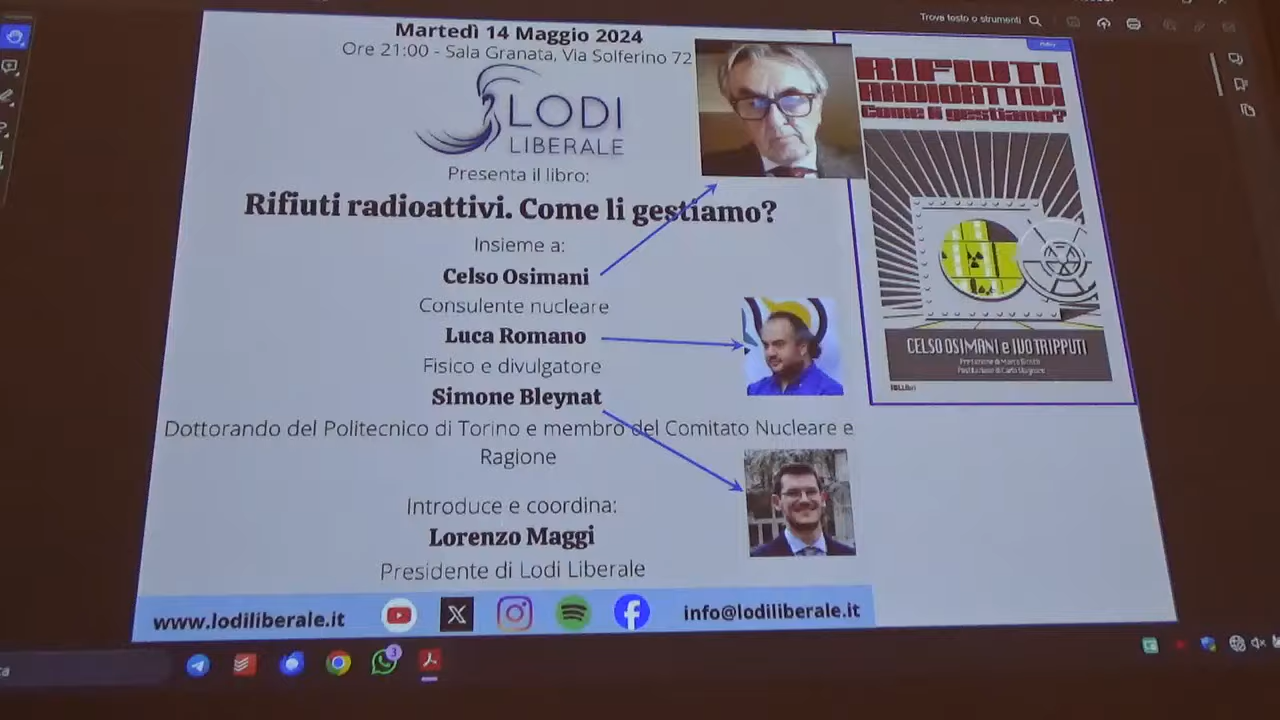 Trova testo o strumenti
Martedì 14 Maggio 2024
Ore 21:00 - Sala Granata, Via Solferino 72
LODI
LIBERALE
Presenta il libro:
Rifiuti radioattivi. Come li gestiamo?
Insieme a:
Celso Osimani
Consulente nucleare
Luca Romano
Fisico e divulgatore
Simone Bleynat
Dottorando del Politecnico di Torino e membro del Comitato Nucleare e
Ragione
Introduce e coordina:
Lorenzo Maggi
Presidente di Lodi Liberale
www.lodiliberale.it
info@lodiliberale.it
RIFIUTI
RADIOATTIVI
Come li gestiamo?
CELSO OSIMANI e IVO TRIPPUTI
3